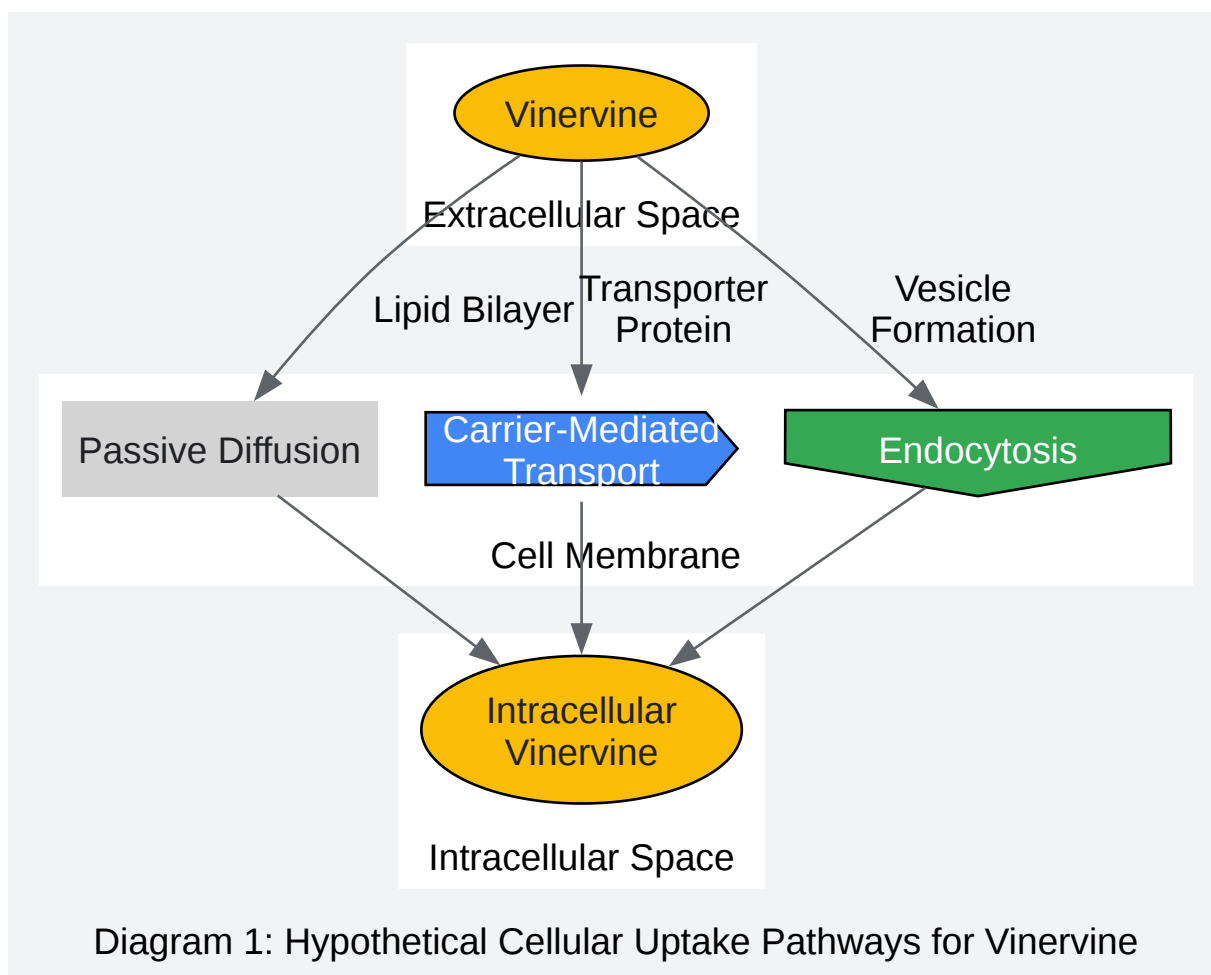 Vinervine
Extracellular Space
Lipid Bilayer
Transporter
Protein
Vesicle
Formation
Passive Diffusion
Carrier-Mediated
Transport
Endocytosis
Cell Membrane
Intracellular
Vinervine
Intracellular Space
Diagram 1: Hypothetical Cellular Uptake Pathways for Vinervine